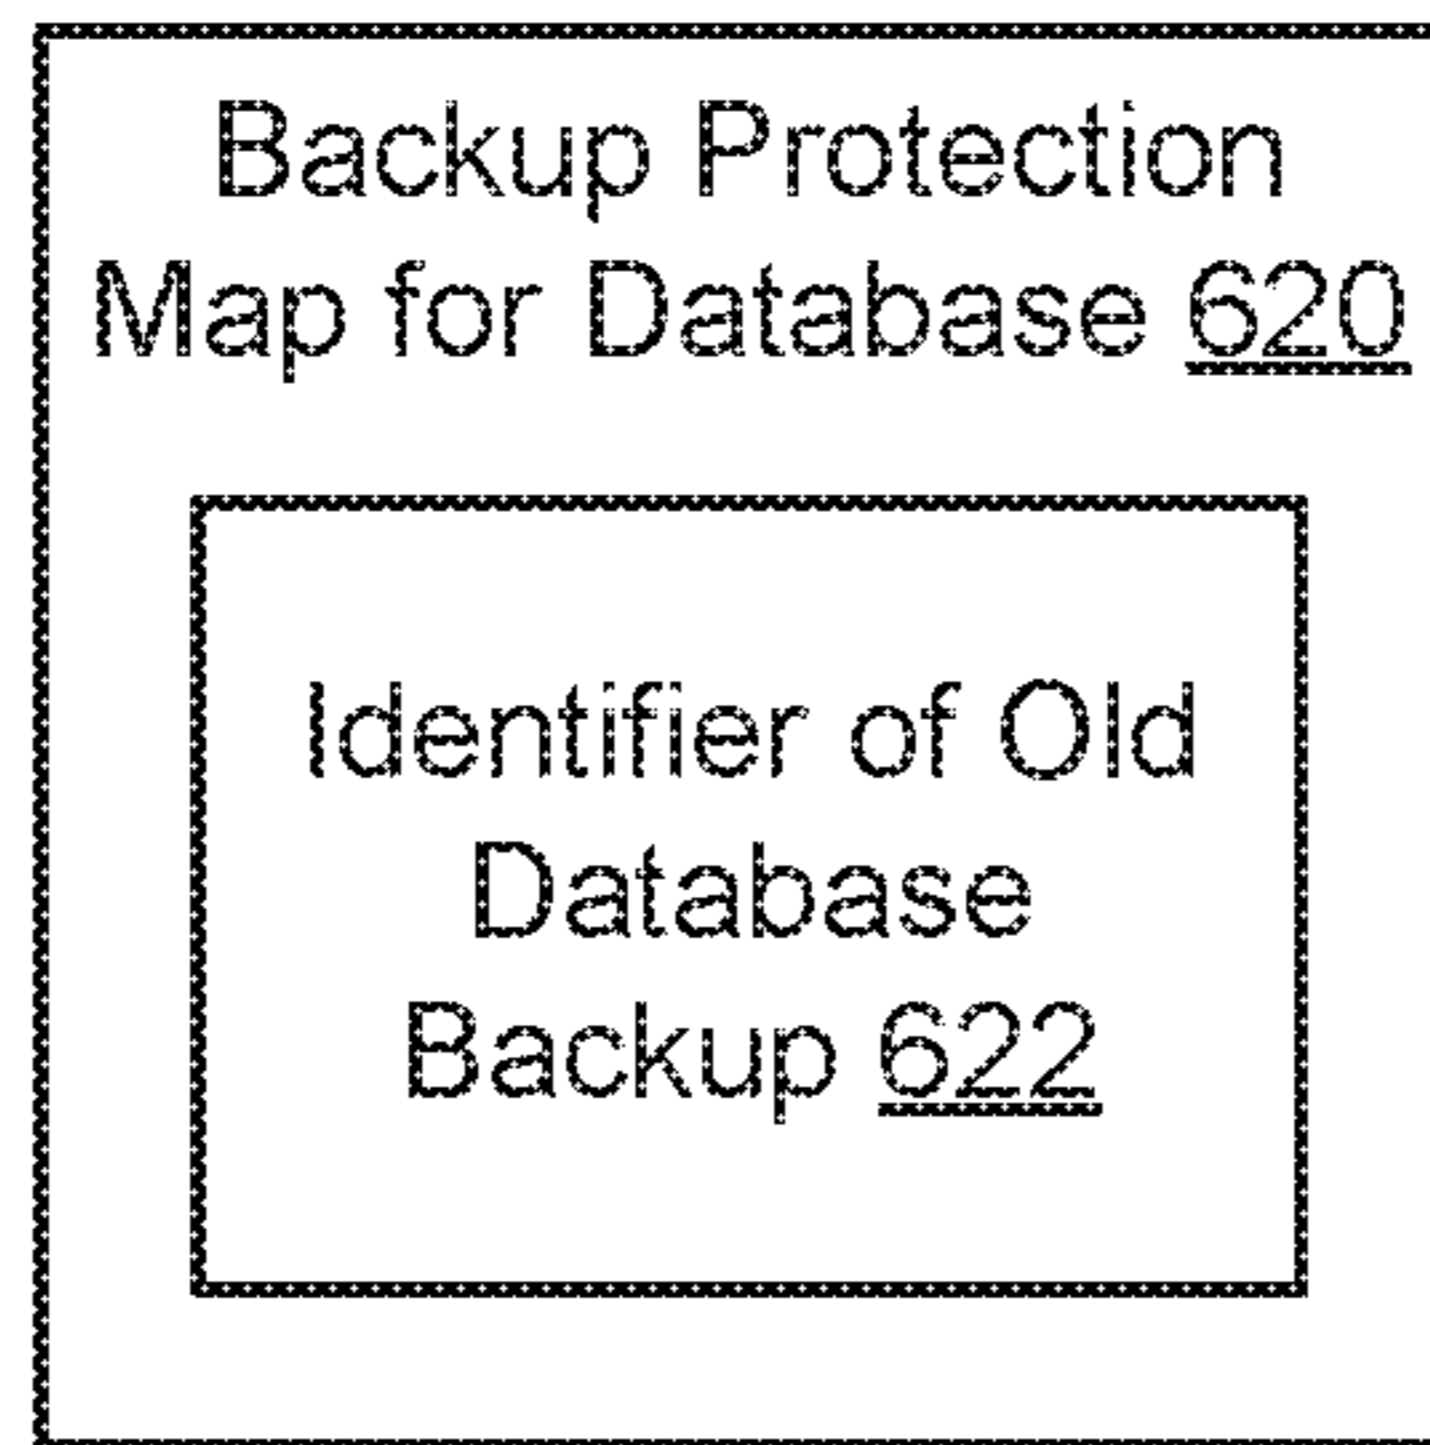 Backup Protection
Map for Database 620
Identifier of Old
Database
Backup 622